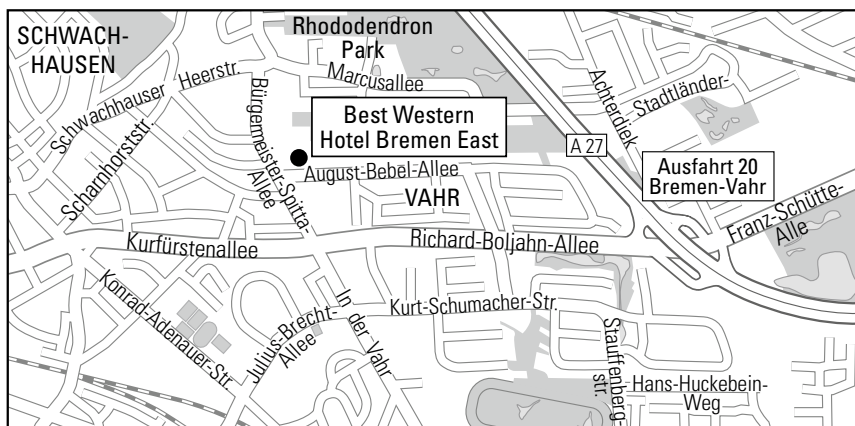 SCHWACH-
HAUSEN
Rhododendron
Park
Marcusallee
Schwachhauser Heerstr.
Bürgermeister-Spitta-
Allee
Scharnhorststr.
Best Western
Hotel Bremen East
August-Bebel-Allee
VAHR
A 27
Achterdiek
Stadtländer-
Ausfahrt 20
Bremen-Vahr
Franz-Schütte-
Alle
Kurfürstenallee
Richard-Boljahn-Allee
Konrad-Adenauer-Str.
Julius-Brecht-
Allee
In der Vahr
Kurt-Schumacher-Str.
Stauffenberg-
str.
Hans-Huckebein-
Weg